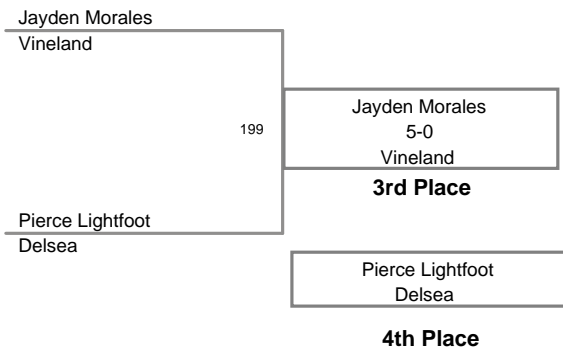 Jayden Morales
Vineland
199
Jayden Morales
5-0
Vineland
3rd Place
Pierce Lightfoot
Delsea
Pierce Lightfoot
Delsea
4th Place